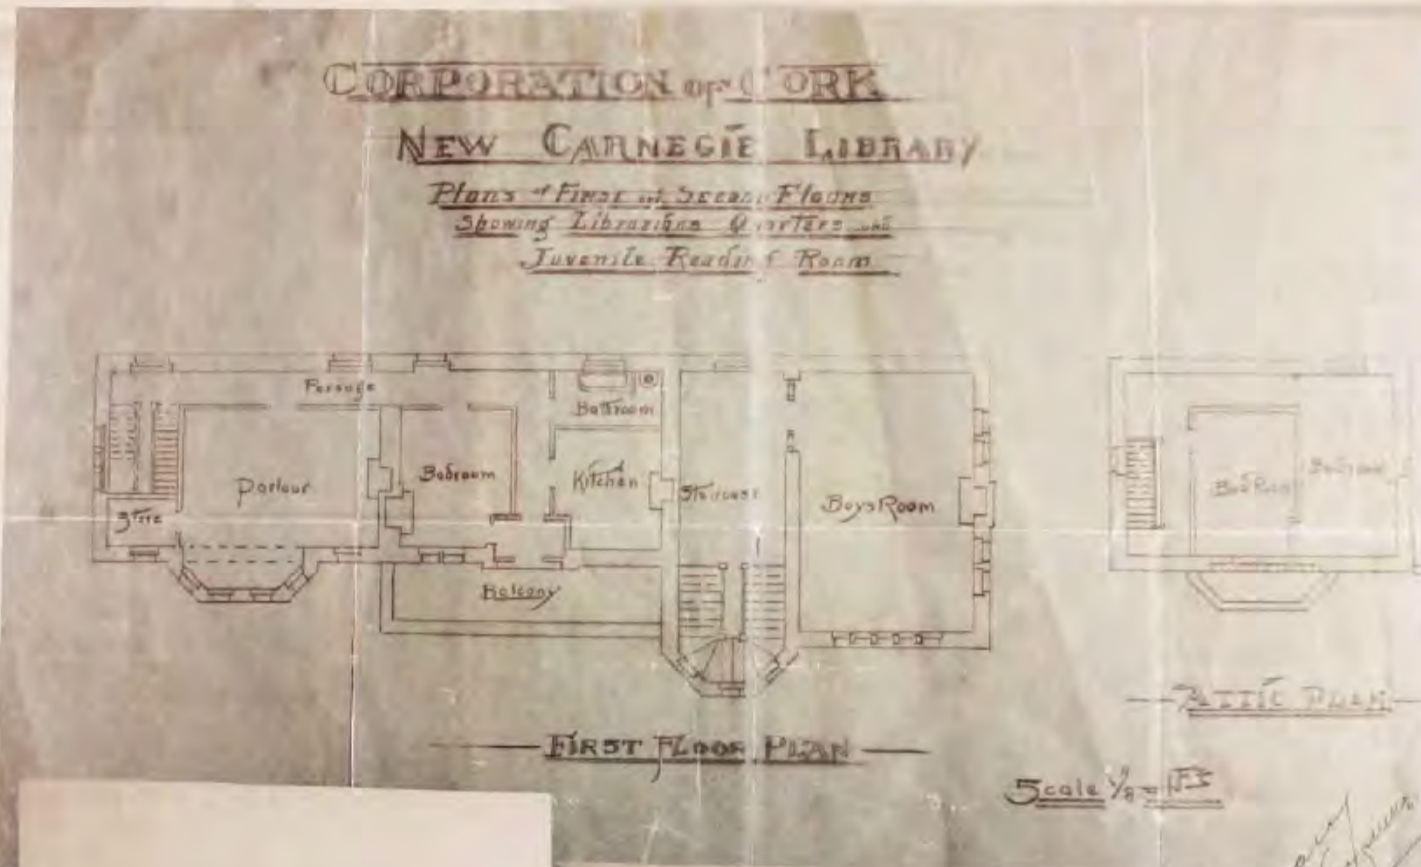 CORPORATION OF CORK
NEW CARNEGIE LIBRARY
Plans of First and Second Floors
Showing Librarians Quarters and
Juvenile Reading Room
Passage
Bathroom
Parlour
Bedroom
Kitchen
Staircase
Boys Room
Store
Balcony
Bed Room
Bedroom
FIRST FLOOR PLAN
ATTIC PLAN
Scale 1/8" =